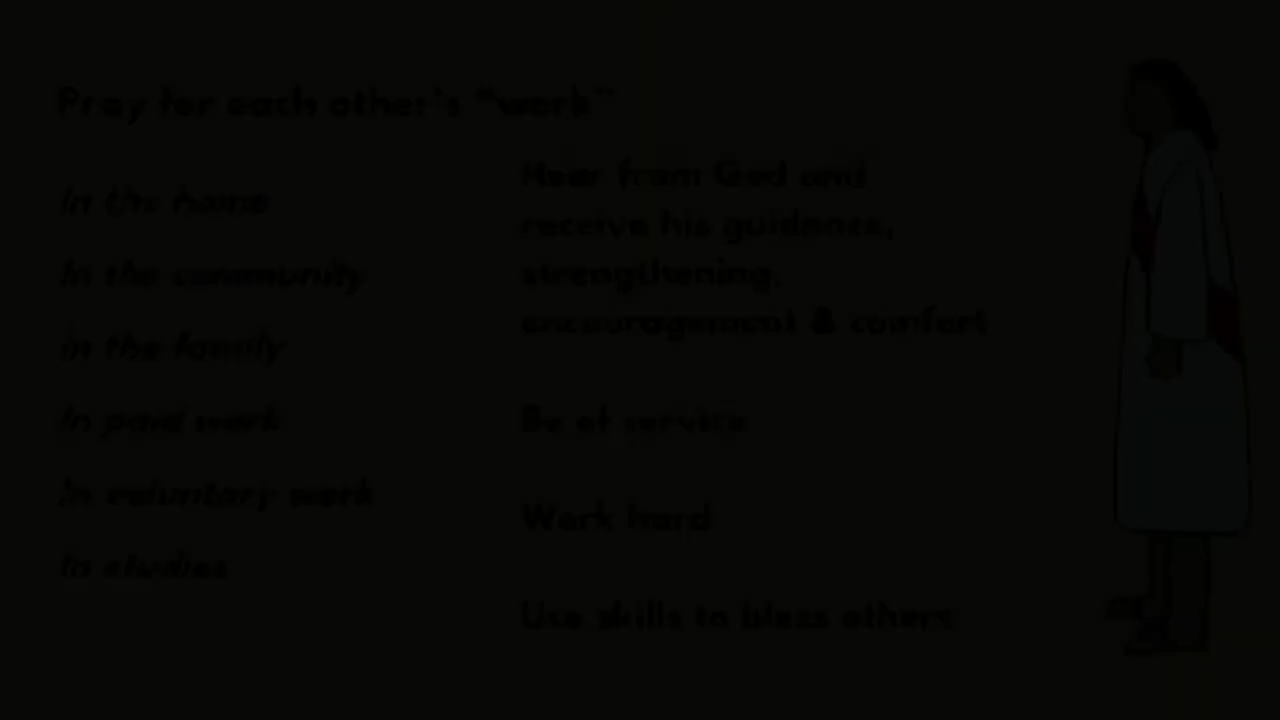 Pray for each other's "work"
In the home
In the community
in the family
In paid work
In voluntary work
In studies
Hear from God and
receive his guidance,
strengthening,
encouragement & comfort
Be of service
Work hard
Use skills to bless others